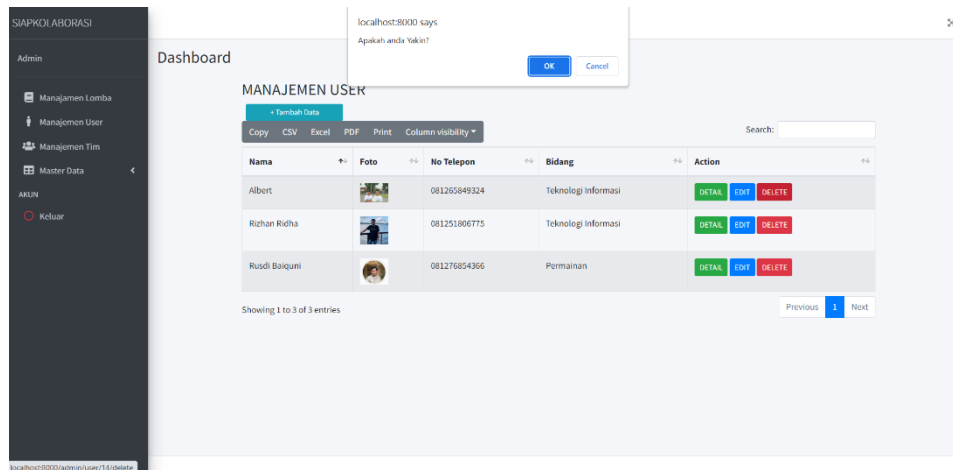 SIAPKOLABORASI
localhost:8000 says
Apakah anda Yakin?
OK Cancel
Admin
Dashboard
Manajamen Lomba
Manajemen User
Manajemen Tim
Master Data
AKUN
Keluar
MANAJEMEN USER
+ Tambah Data
Copy CSV Excel PDF Print Column visibility
Search:
Nama Foto No Telepon Bidang Action
Albert 081265849324 Teknologi Informasi DETAIL EDIT DELETE
Rizhan Ridha 081251806775 Teknologi Informasi DETAIL EDIT DELETE
Rusdi Baiquni 081276854366 Permainan DETAIL EDIT DELETE
Showing 1 to 3 of 3 entries
Previous 1 Next
localhost:8000/admin/user/14/delete